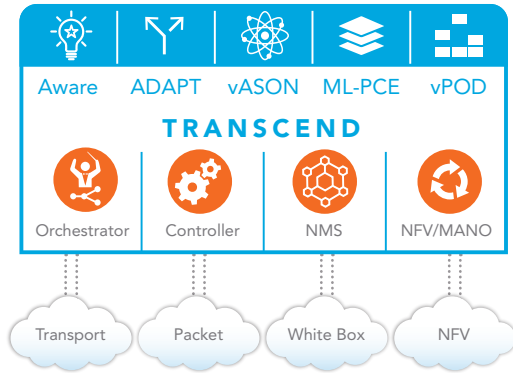 Aware ADAPT vASON ML-PCE vPOD
TRANSCEND
Orchestrator Controller NMS NFV/MANO
Transport Packet White Box NFV